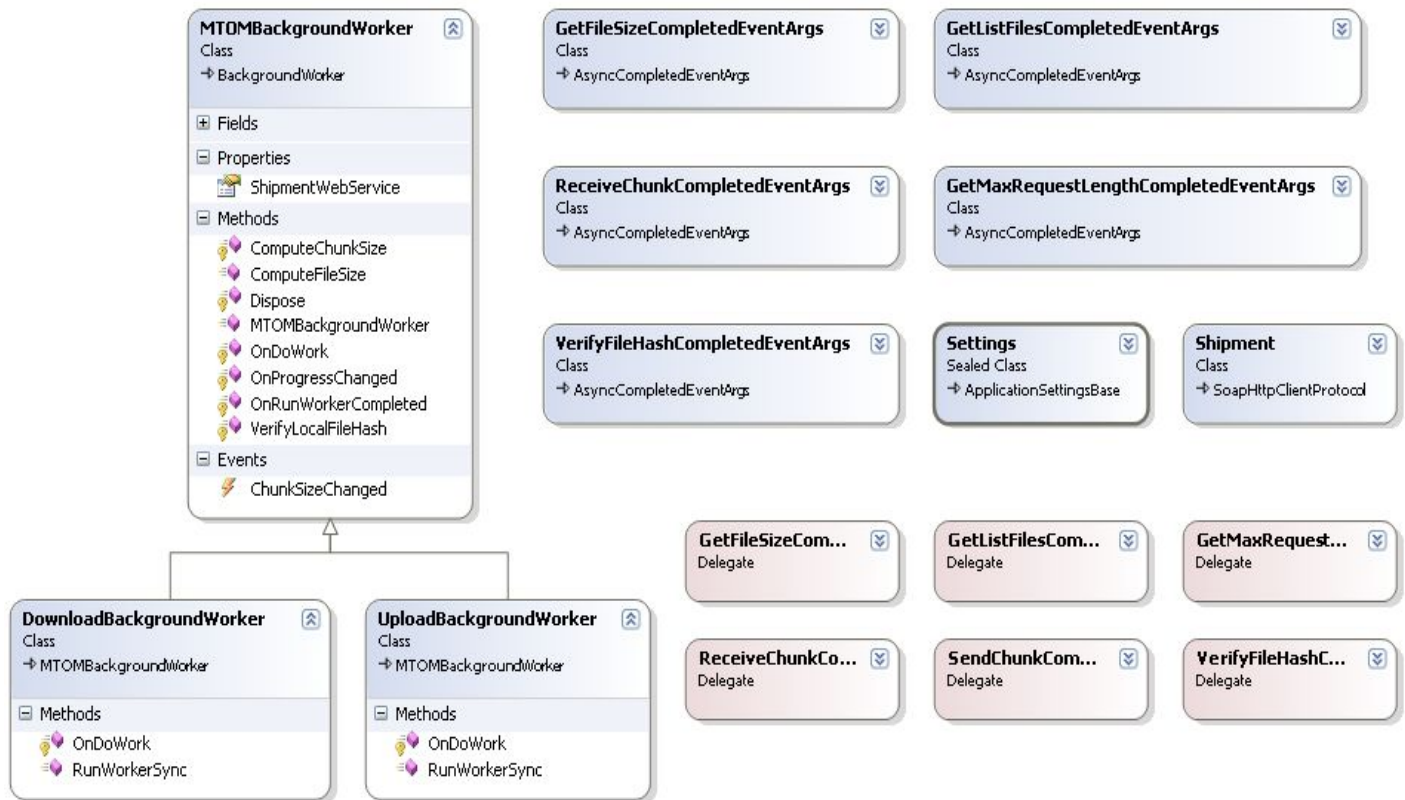 MTOMBackgroundWorker
Class
BackgroundWorker
Fields
Properties
ShipmentWebService
Methods
ComputeChunkSize
ComputeFileSize
Dispose
MTOMBackgroundWorker
OnDoWork
OnProgressChanged
OnRunWorkerCompleted
VerifyLocalFileHash
Events
ChunkSizeChanged
GetFileSizeCompletedEventArgs
Class
AsyncCompletedEventArgs
GetListFilesCompletedEventArgs
Class
AsyncCompletedEventArgs
ReceiveChunkCompletedEventArgs
Class
AsyncCompletedEventArgs
GetMaxRequestLengthCompletedEventArgs
Class
AsyncCompletedEventArgs
VerifyFileHashCompletedEventArgs
Class
AsyncCompletedEventArgs
Settings
Sealed Class
ApplicationSettingsBase
Shipment
Class
SoapHttpClientProtocol
GetFileSizeCom...
Delegate
GetListFilesCom...
Delegate
GetMaxRequest...
Delegate
DownloadBackgroundWorker
Class
MTOMBackgroundWorker
Methods
OnDoWork
RunWorkerSync
UploadBackgroundWorker
Class
MTOMBackgroundWorker
Methods
OnDoWork
RunWorkerSync
ReceiveChunkCo...
Delegate
SendChunkCom...
Delegate
VerifyFileHashC...
Delegate